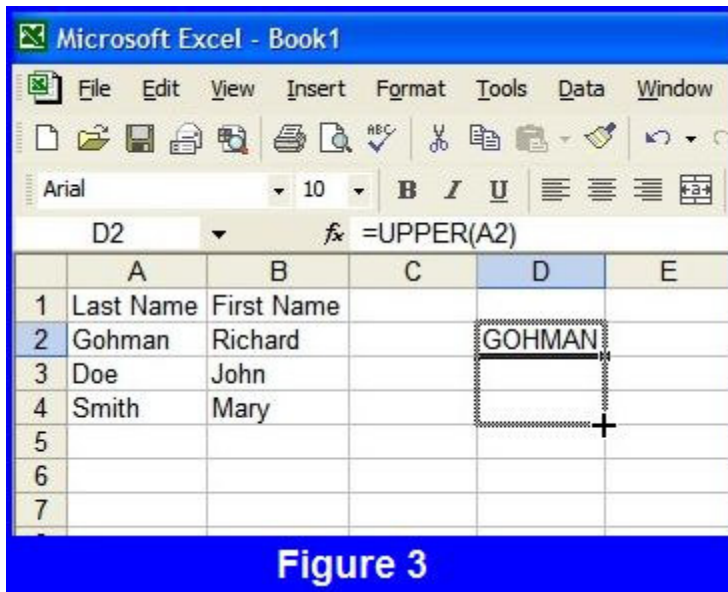 Microsoft Excel - Book1
File Edit View Insert Format Tools Data Window
ABC
Arial 10 B I U a
D2 fx =UPPER(A2)
A B C D E
1 Last Name First Name
2 Gohman Richard GOHMAN
3 Doe John
4 Smith Mary
5
6
7
Figure 3